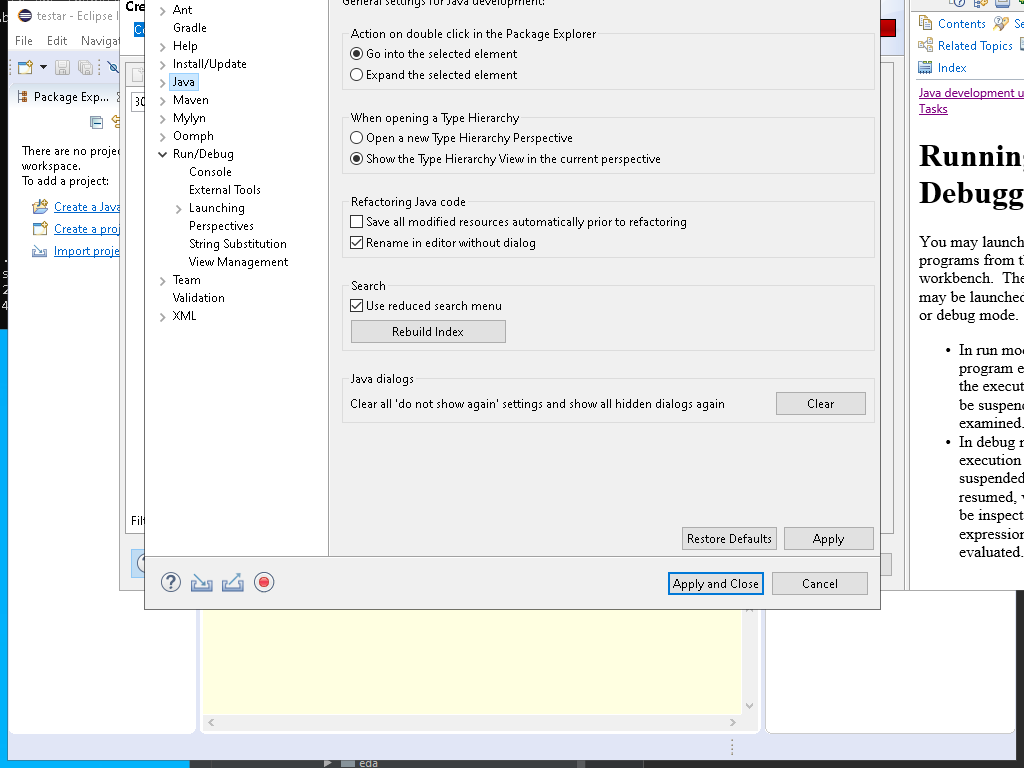 testar - Eclipse I
File Edit Navigat
Package Exp...
There are no proje
workspace.
To add a project:
Create a Java
Create a proj
Import proje
Cre
30
Filt
Ant
Gradle
Help
Install/Update
Java
Maven
Mylyn
Oomph
Run/Debug
Console
External Tools
Launching
Perspectives
String Substitution
View Management
Team
Validation
XML
General settings for Java development:
Action on double click in the Package Explorer
Go into the selected element
Expand the selected element
When opening a Type Hierarchy
Open a new Type Hierarchy Perspective
Show the Type Hierarchy View in the current perspective
Refactoring Java code
Save all modified resources automatically prior to refactoring
Rename in editor without dialog
Search
Use reduced search menu
Rebuild Index
Java dialogs
Clear all 'do not show again' settings and show all hidden dialogs again
Clear
Restore Defaults
Apply
Apply and Close
Cancel
Contents
Se
Related Topics
Index
Java development u
Tasks
Running
Debugg
You may launch
programs from th
workbench. The
may be launched
or debug mode.
• In run mod
program e
the execut
be suspend
examined.
• In debug m
execution
suspended
resumed, v
be inspect
expression
evaluated.
eda